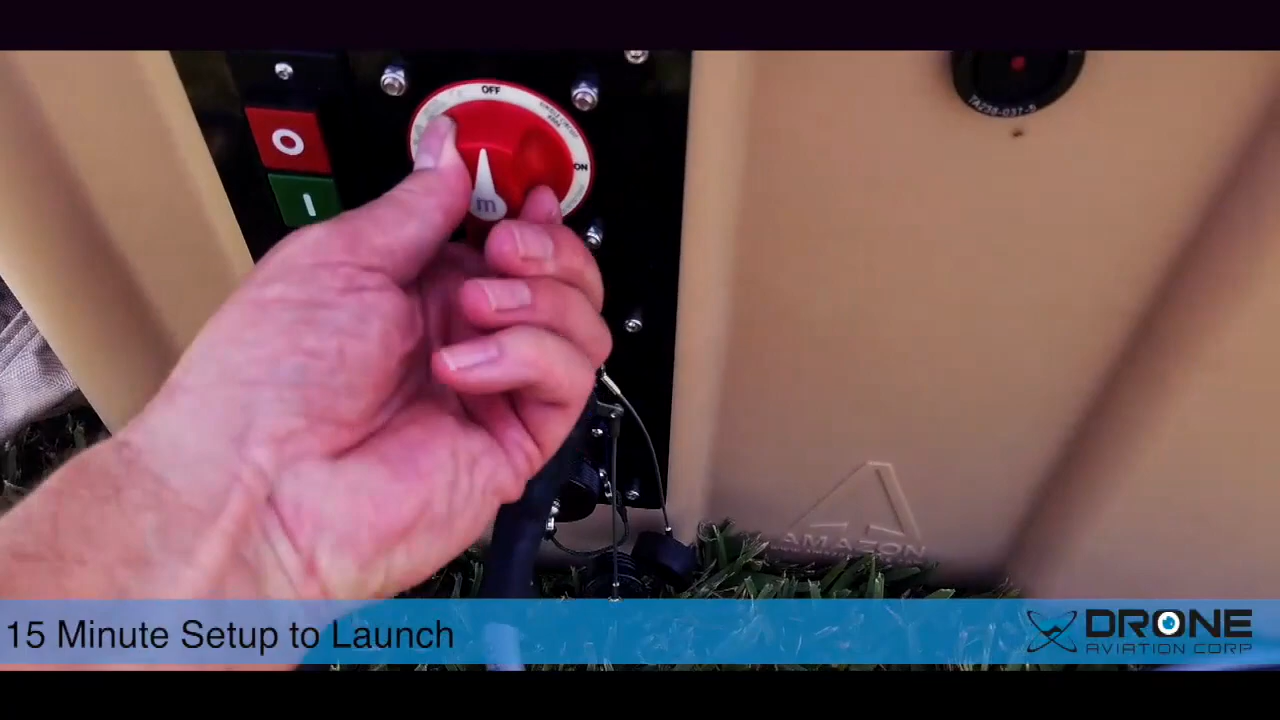 OFF
ON
m
O
I
TA238-037-5
AMAZON
15 Minute Setup to Launch
DRONE
AVIATION CORP